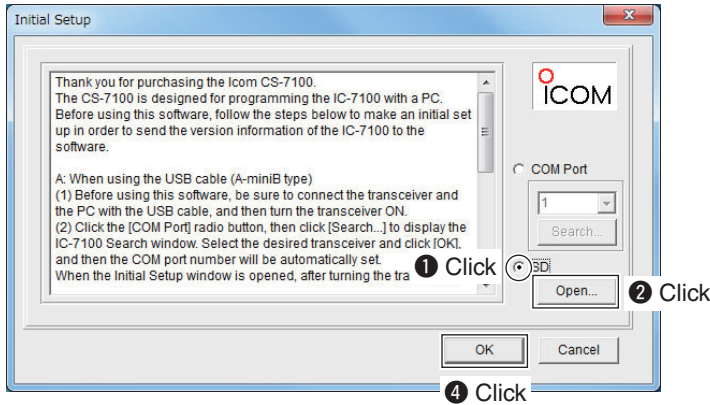 Initial Setup
Thank you for purchasing the Icom CS-7100.
The CS-7100 is designed for programming the IC-7100 with a PC.
Before using this software, follow the steps below to make an initial set
up in order to send the version information of the IC-7100 to the
software.
A: When using the USB cable (A-miniB type)
(1) Before using this software, be sure to connect the transceiver and
the PC with the USB cable, and then turn the transceiver ON.
(2) Click the [COM Port] radio button, then click [Search...] to display the
IC-7100 Search window. Select the desired transceiver and click [OK],
and then the COM port number will be automatically set.
When the Initial Setup window is opened, after turning the tra
ICOM
COM Port
1
Search...
❶ Click
SD
Open...
❷ Click
OK
Cancel
❹ Click